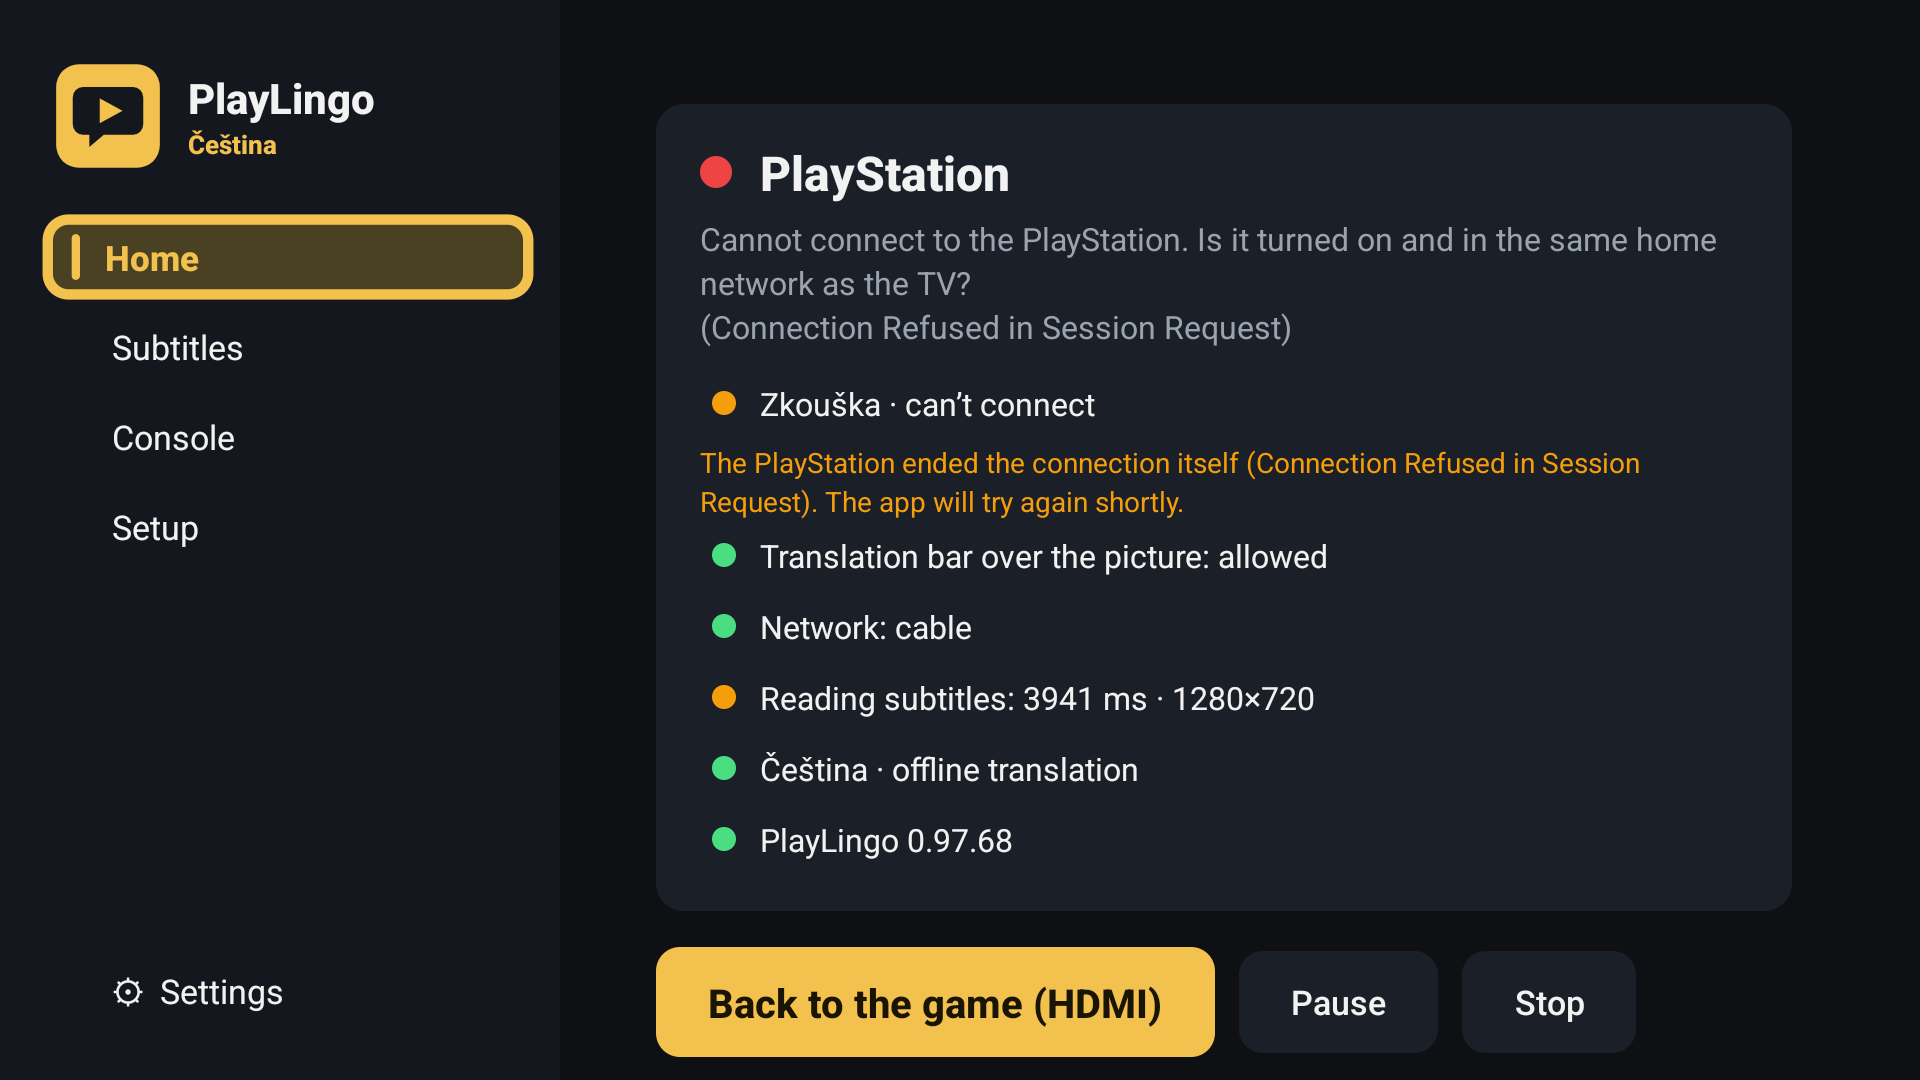 PlayLingo
Čeština
Home
Subtitles
Console
Setup
Settings
PlayStation
Cannot connect to the PlayStation. Is it turned on and in the same home
network as the TV?
(Connection Refused in Session Request)
Zkouška · can’t connect
The PlayStation ended the connection itself (Connection Refused in Session
Request). The app will try again shortly.
Translation bar over the picture: allowed
Network: cable
Reading subtitles: 3941 ms · 1280×720
Čeština · offline translation
PlayLingo 0.97.68
Back to the game (HDMI)
Pause
Stop